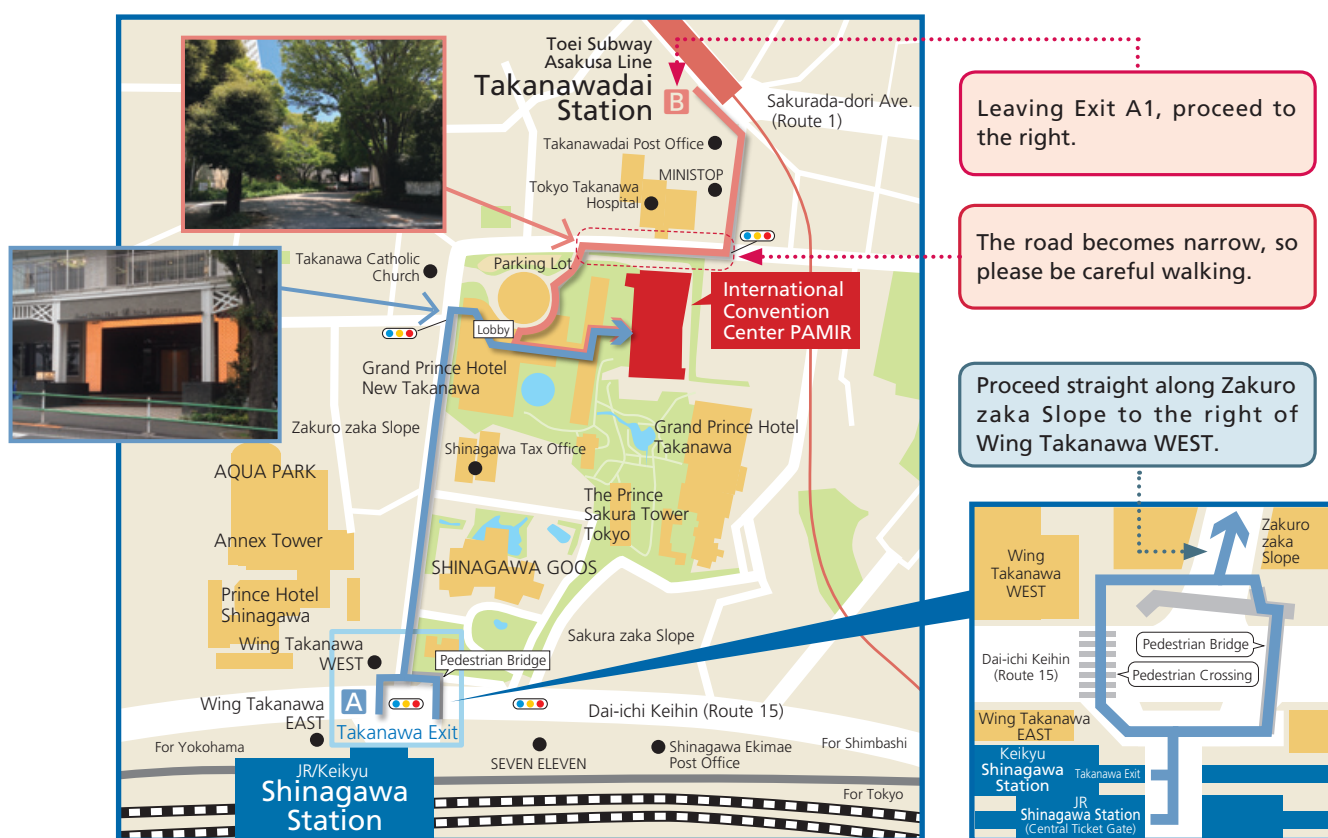 Toei Subway
Asakusa Line
Takanawadai
Station
B
Sakurada-dori Ave.
(Route 1)
Takanawadai Post Office
MINISTOP
Tokyo Takanawa
Hospital
Takanawa Catholic
Church
Parking Lot
International
Convention
Center PAMIR
Lobby
Grand Prince Hotel
New Takanawa
Zakuro zaka Slope
Grand Prince Hotel
Takanawa
Shinagawa Tax Office
AQUA PARK
The Prince
Sakura Tower
Tokyo
Annex Tower
SHINAGAWA GOOS
Prince Hotel
Shinagawa
Sakura zaka Slope
Wing Takanawa
WEST
Pedestrian Bridge
A
Wing Takanawa
EAST
Takanawa Exit
Dai-ichi Keihin (Route 15)
For Yokohama
SEVEN ELEVEN
Shinagawa Ekimae
Post Office
For Shimbashi
JR/Keikyu
Shinagawa
Station
For Tokyo
Leaving Exit A1, proceed to
the right.
The road becomes narrow, so
please be careful walking.
Proceed straight along Zakuro
zaka Slope to the right of
Wing Takanawa WEST.
Zakuro
zaka
Slope
Wing
Takanawa
WEST
Pedestrian Bridge
Dai-ichi Keihin
(Route 15)
Pedestrian Crossing
Wing Takanawa
EAST
Keikyu
Shinagawa
Station
Takanawa Exit
JR
Shinagawa Station
(Central Ticket Gate)